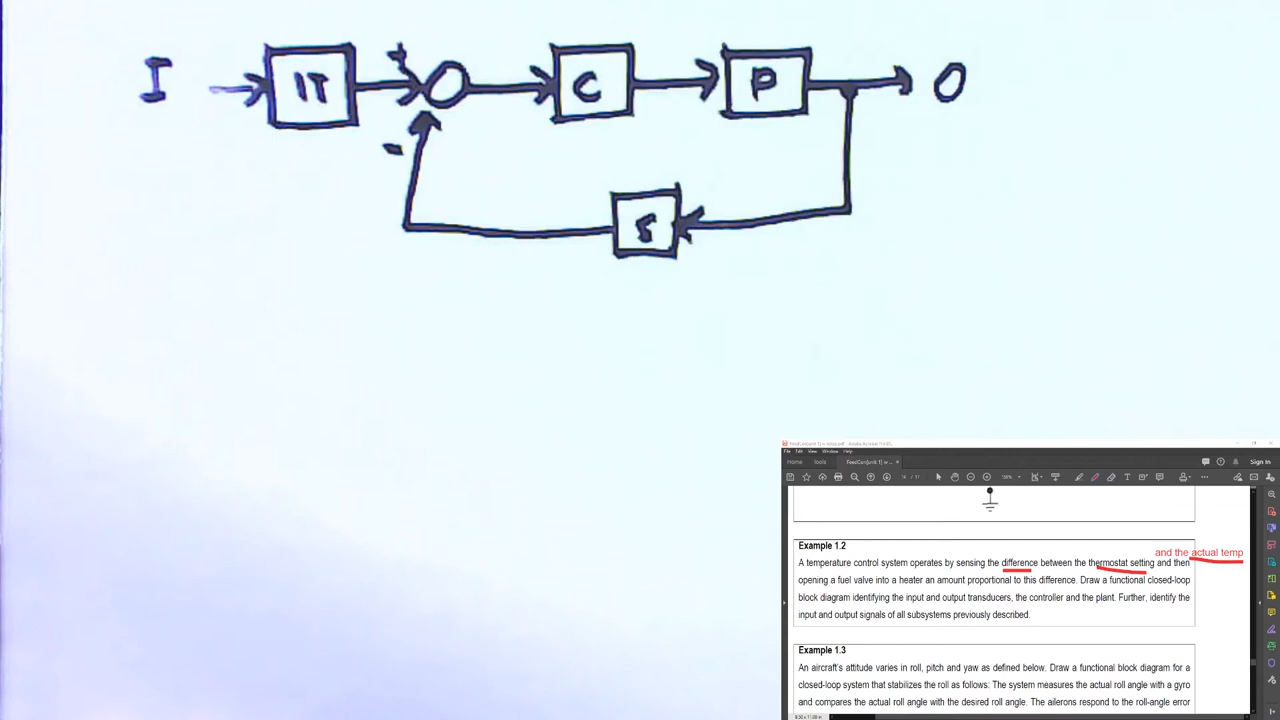 I
IT
+
C
P
O
-
S
Home Tools
Sign In
Example 1.2
and the actual temp
A temperature control system operates by sensing the difference between the thermostat setting and then
opening a fuel valve into a heater an amount proportional to this difference. Draw a functional closed-loop
block diagram identifying the input and output transducers, the controller and the plant. Further, identify the
input and output signals of all subsystems previously described.
Example 1.3
An aircraft's attitude varies in roll, pitch and yaw as defined below. Draw a functional block diagram for a
closed-loop system that stabilizes the roll as follows: The system measures the actual roll angle with a gyro
and compares the actual roll angle with the desired roll angle. The ailerons respond to the roll-angle error